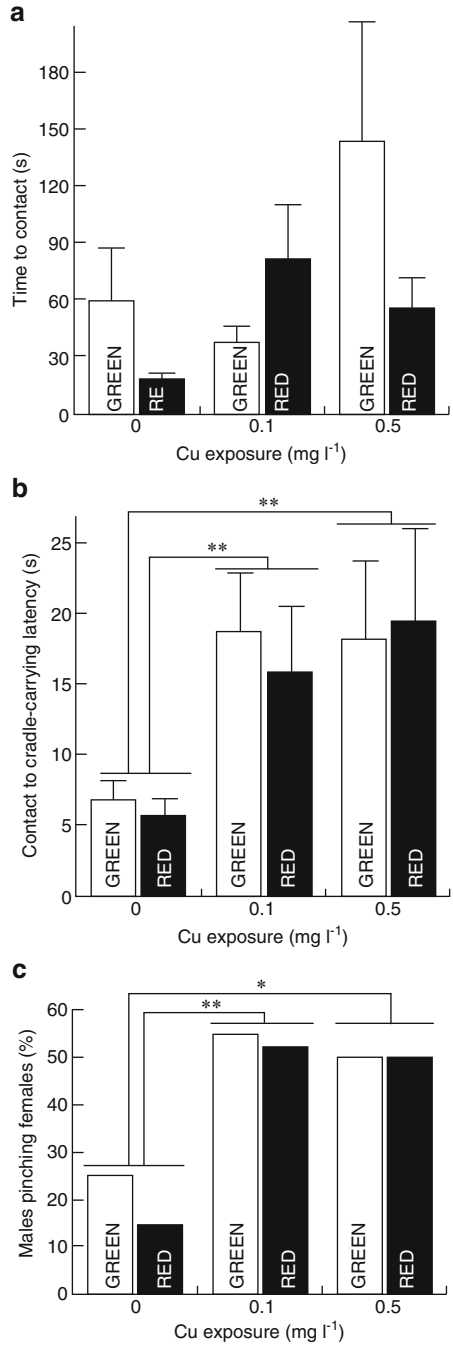 a
Time to contact (s)
180
150
120
90
60
30
0
GREEN
RE
GREEN
RED
GREEN
RED
0
0.1
0.5
Cu exposure (mg l⁻¹)
b
**
**
Contact to cradle-carrying latency (s)
25
20
15
10
5
0
GREEN
RED
GREEN
RED
GREEN
RED
0
0.1
0.5
Cu exposure (mg l⁻¹)
c
*
**
Males pinching females (%)
60
50
40
30
20
10
0
GREEN
RED
GREEN
RED
GREEN
RED
0
0.1
0.5
Cu exposure (mg l⁻¹)